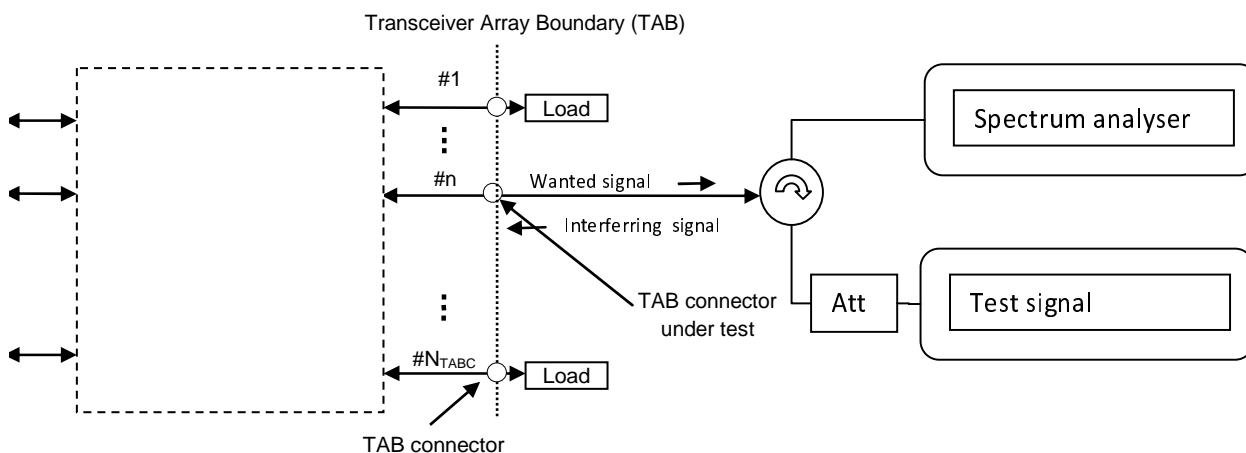 Transceiver Array Boundary (TAB)
#1
Load
Spectrum analyser
#n
Wanted signal
Interferring signal
TAB connector
under test
Att
Test signal
#NTABC
Load
TAB connector